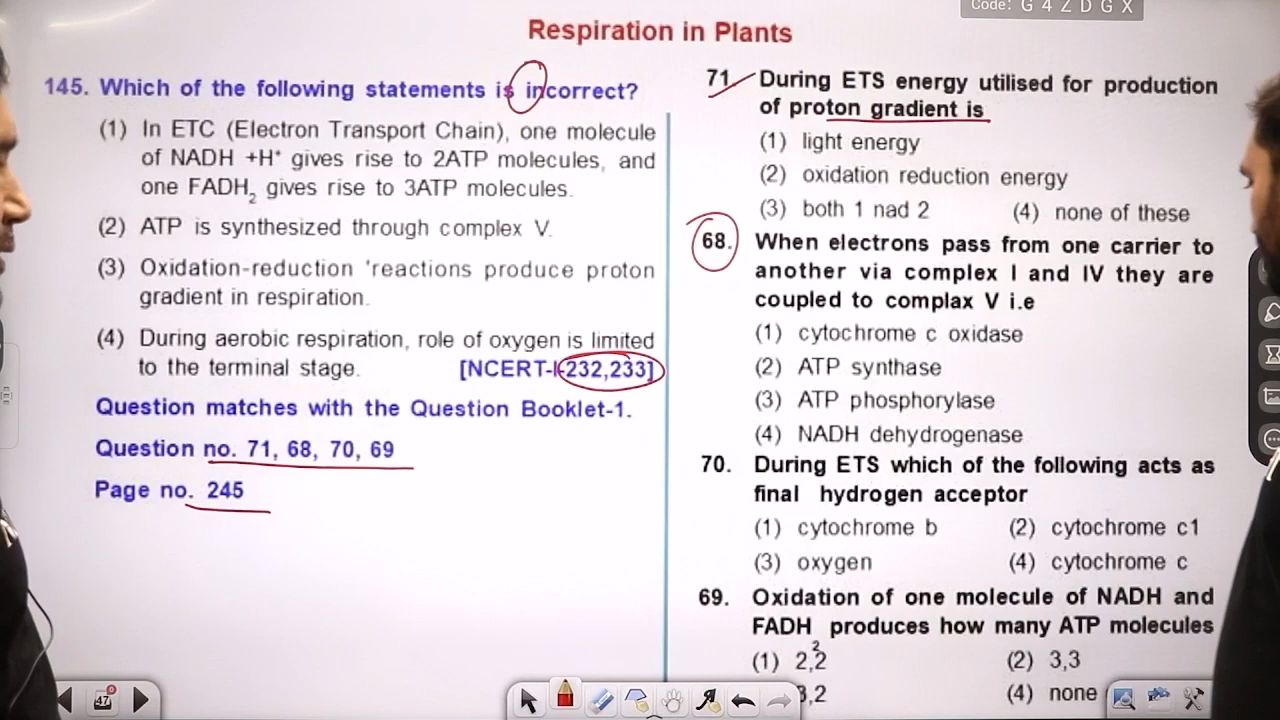 Code: G 4 Z D G X
Respiration in Plants
145. Which of the following statements is incorrect?
(1) In ETC (Electron Transport Chain), one molecule
of NADH +H⁺ gives rise to 2ATP molecules, and
one FADH₂ gives rise to 3ATP molecules.
(2) ATP is synthesized through complex V.
(3) Oxidation-reduction 'reactions produce proton
gradient in respiration.
(4) During aerobic respiration, role of oxygen is limited
to the terminal stage. [NCERT-I-232,233]
Question matches with the Question Booklet-1.
Question no. 71, 68, 70, 69
Page no. 245
71. During ETS energy utilised for production
of proton gradient is
(1) light energy
(2) oxidation reduction energy
(3) both 1 nad 2 (4) none of these
68. When electrons pass from one carrier to
another via complex I and IV they are
coupled to complax V i.e
(1) cytochrome c oxidase
(2) ATP synthase
(3) ATP phosphorylase
(4) NADH dehydrogenase
70. During ETS which of the following acts as
final hydrogen acceptor
(1) cytochrome b (2) cytochrome c1
(3) oxygen (4) cytochrome c
69. Oxidation of one molecule of NADH and
FADH₂ produces how many ATP molecules
(1) 2,2 (2) 3,3
3,2 (4) none
47